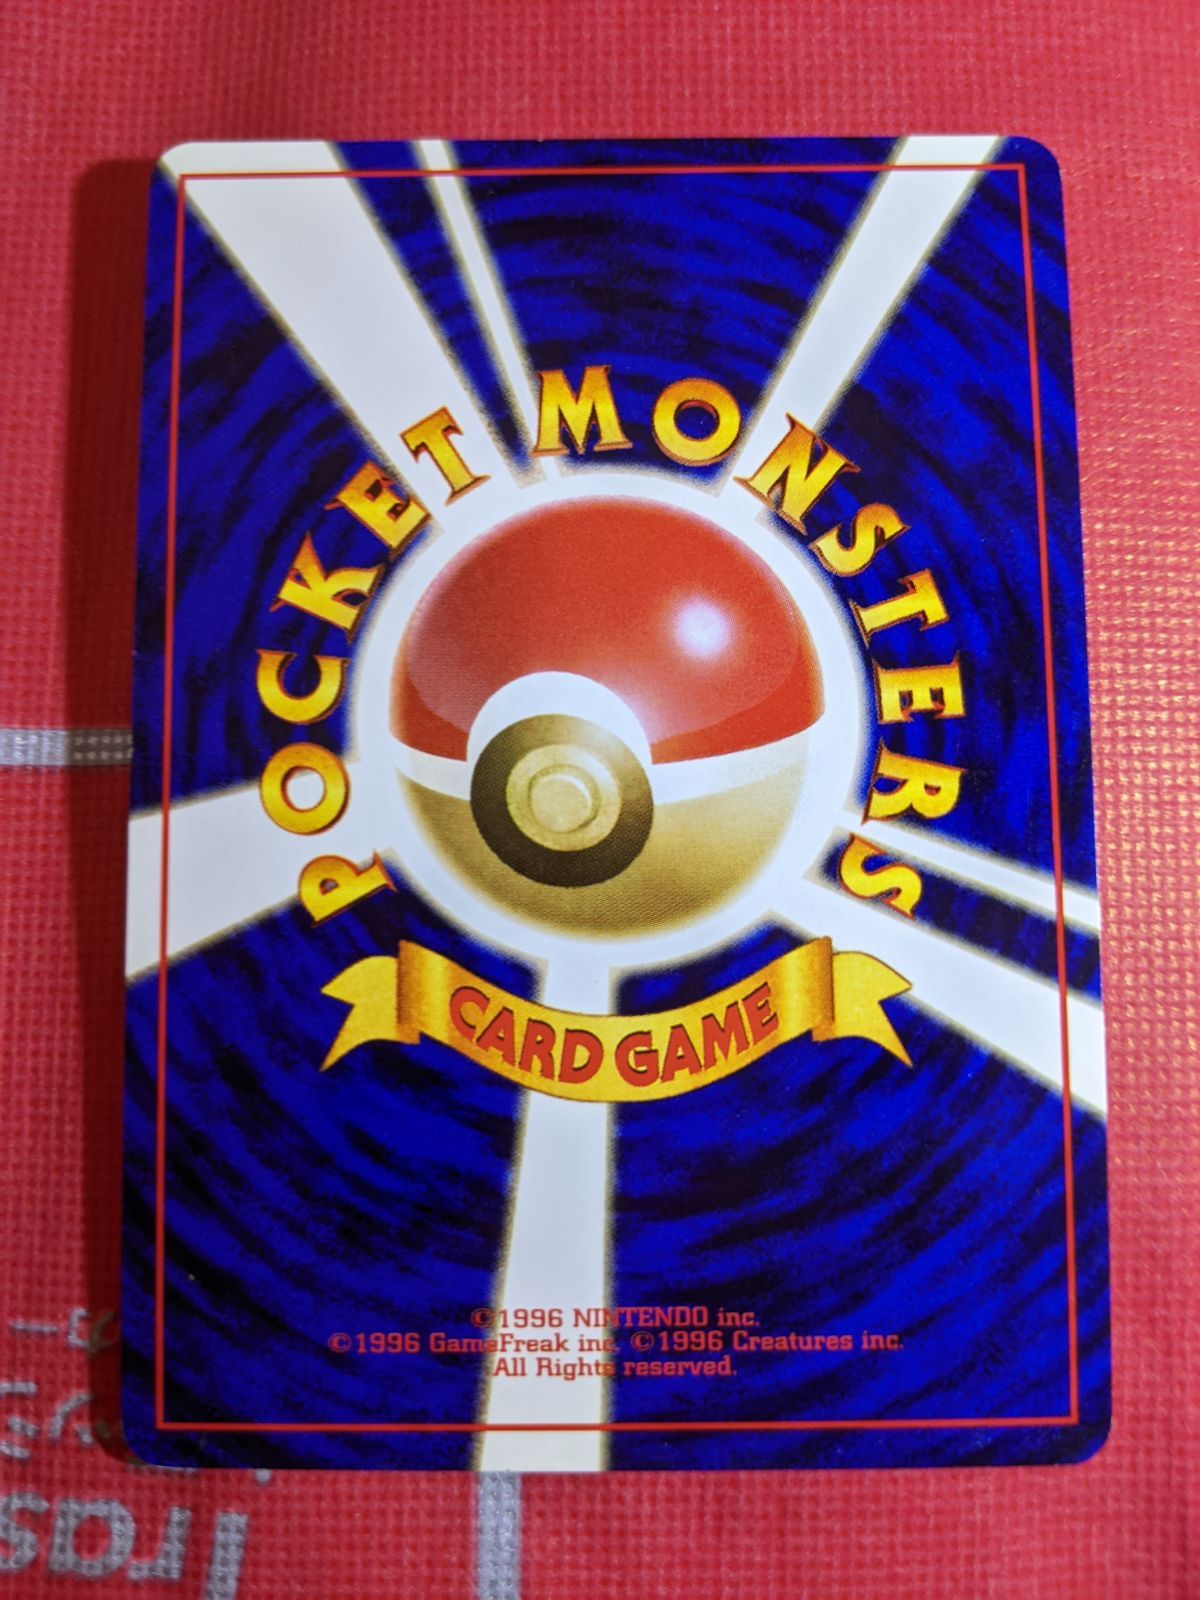 POCKET MONSTERS
CARD GAME
©1996 NINTENDO inc.
©1996 GameFreak inc. ©1996 Creatures inc.
All Rights reserved.